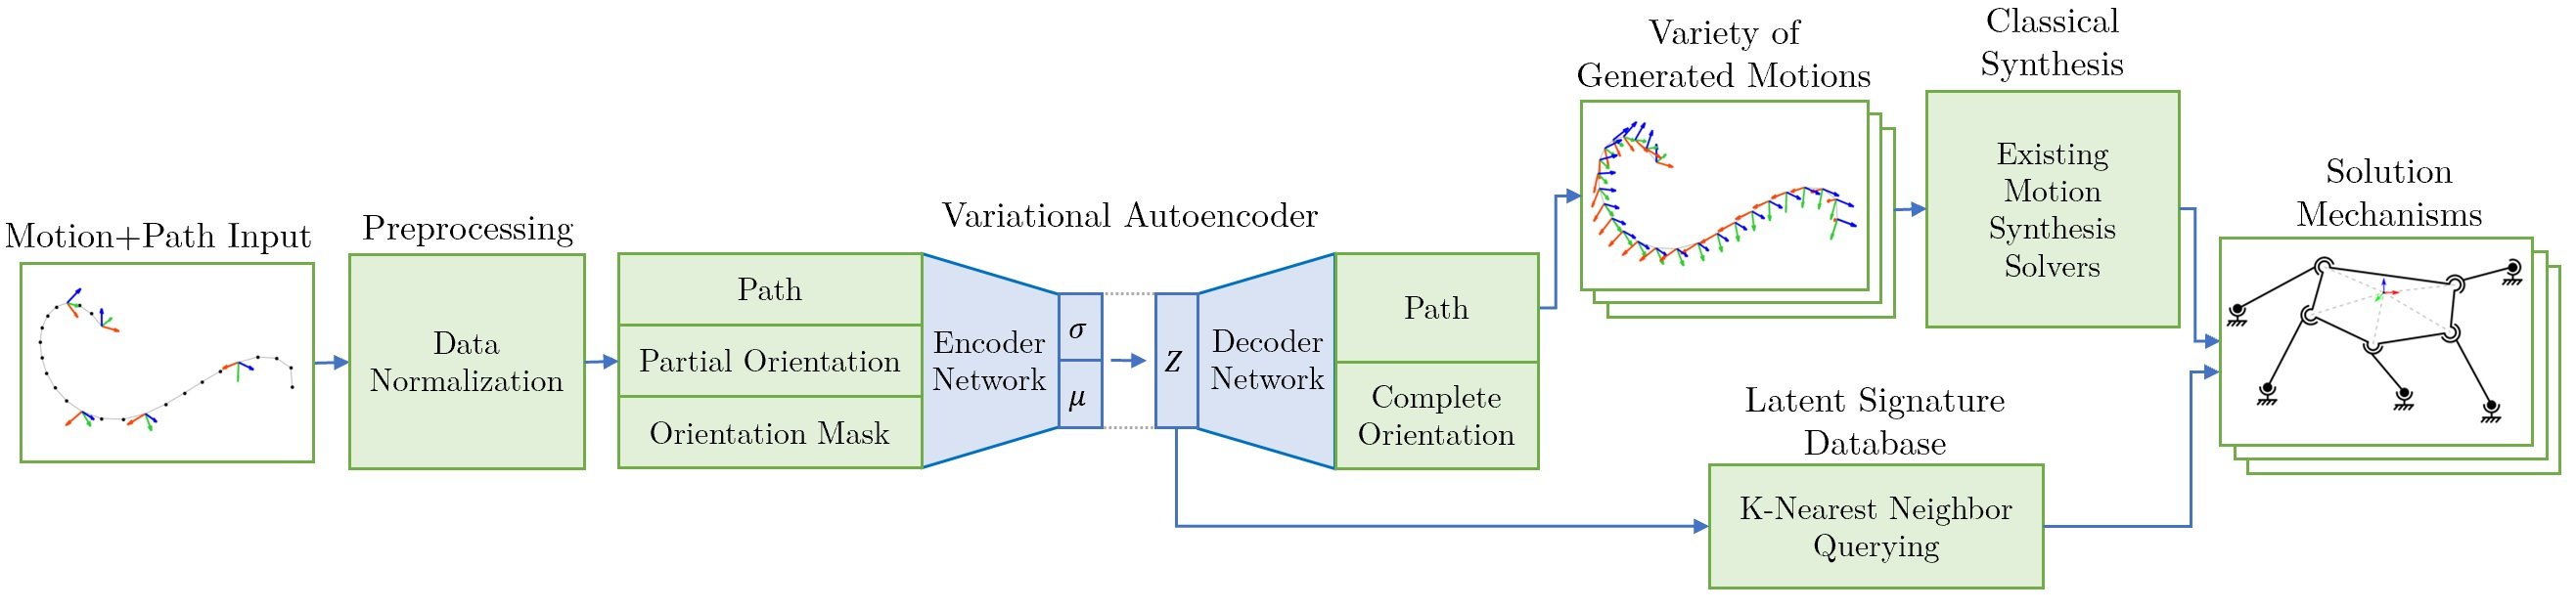 Motion+Path Input
Preprocessing
Data
Normalization
Path
Partial Orientation
Orientation Mask
Variational Autoencoder
Encoder
Network
σ
μ
Z
Decoder
Network
Path
Complete
Orientation
Variety of
Generated Motions
Classical
Synthesis
Existing
Motion
Synthesis
Solvers
Latent Signature
Database
K-Nearest Neighbor
Querying
Solution
Mechanisms